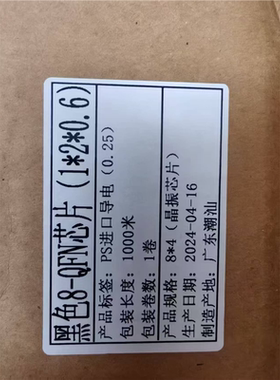 黑色8-QFN芯片（1*2*0.6）
产品标签：PS进口导电（0.25）
包装长度：1000米
包装卷数：1卷
产品规格：8*4（晶振芯片）
生产日期：2024-04-16
制造产地：广东潮汕